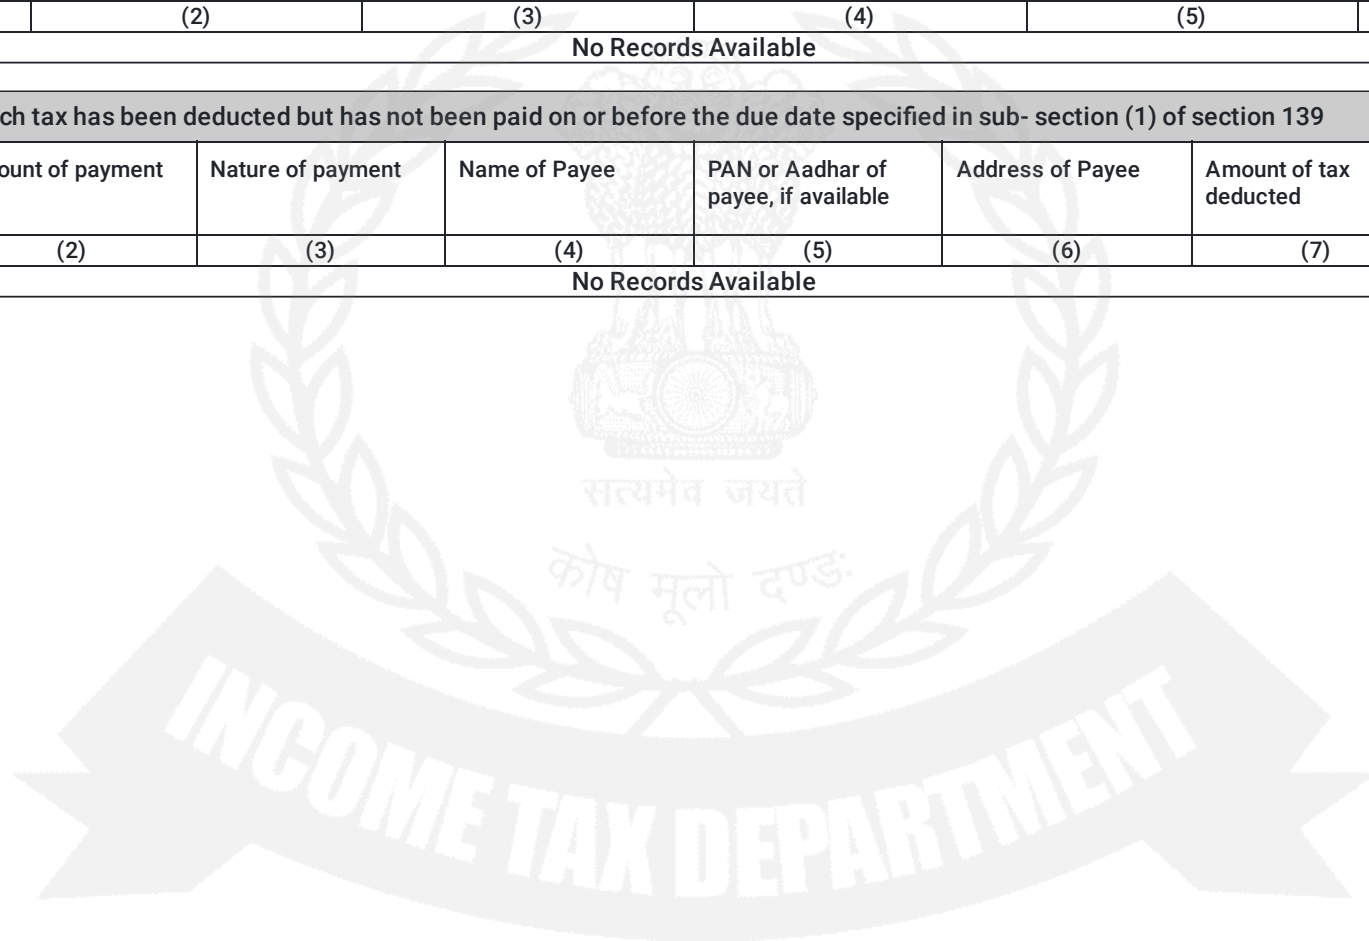 (2) (3) (4) (5)
No Records Available
ch tax has been deducted but has not been paid on or before the due date specified in sub- section (1) of section 139
ount of payment Nature of payment Name of Payee PAN or Aadhar of payee, if available Address of Payee Amount of tax deducted
(2) (3) (4) (5) (6) (7)
No Records Available
सत्यमेव जयते
कोष मूलो दण्डः
INCOME TAX DEPARTMENT